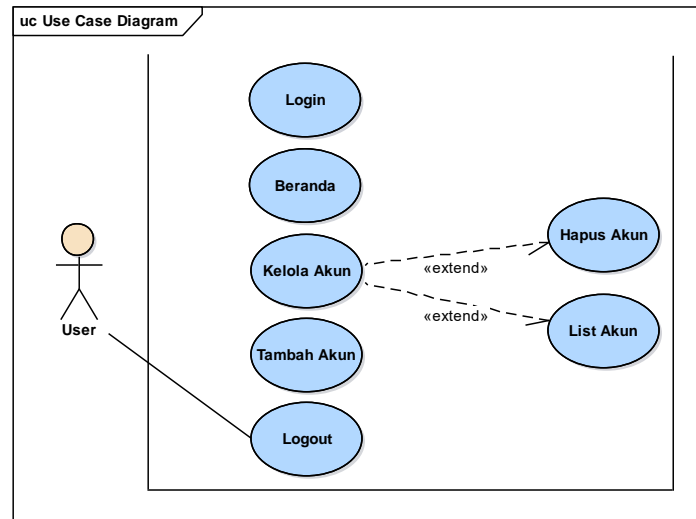 uc Use Case Diagram
Login
Beranda
Hapus Akun
Kelola Akun
«extend»
«extend»
List Akun
User
Tambah Akun
Logout